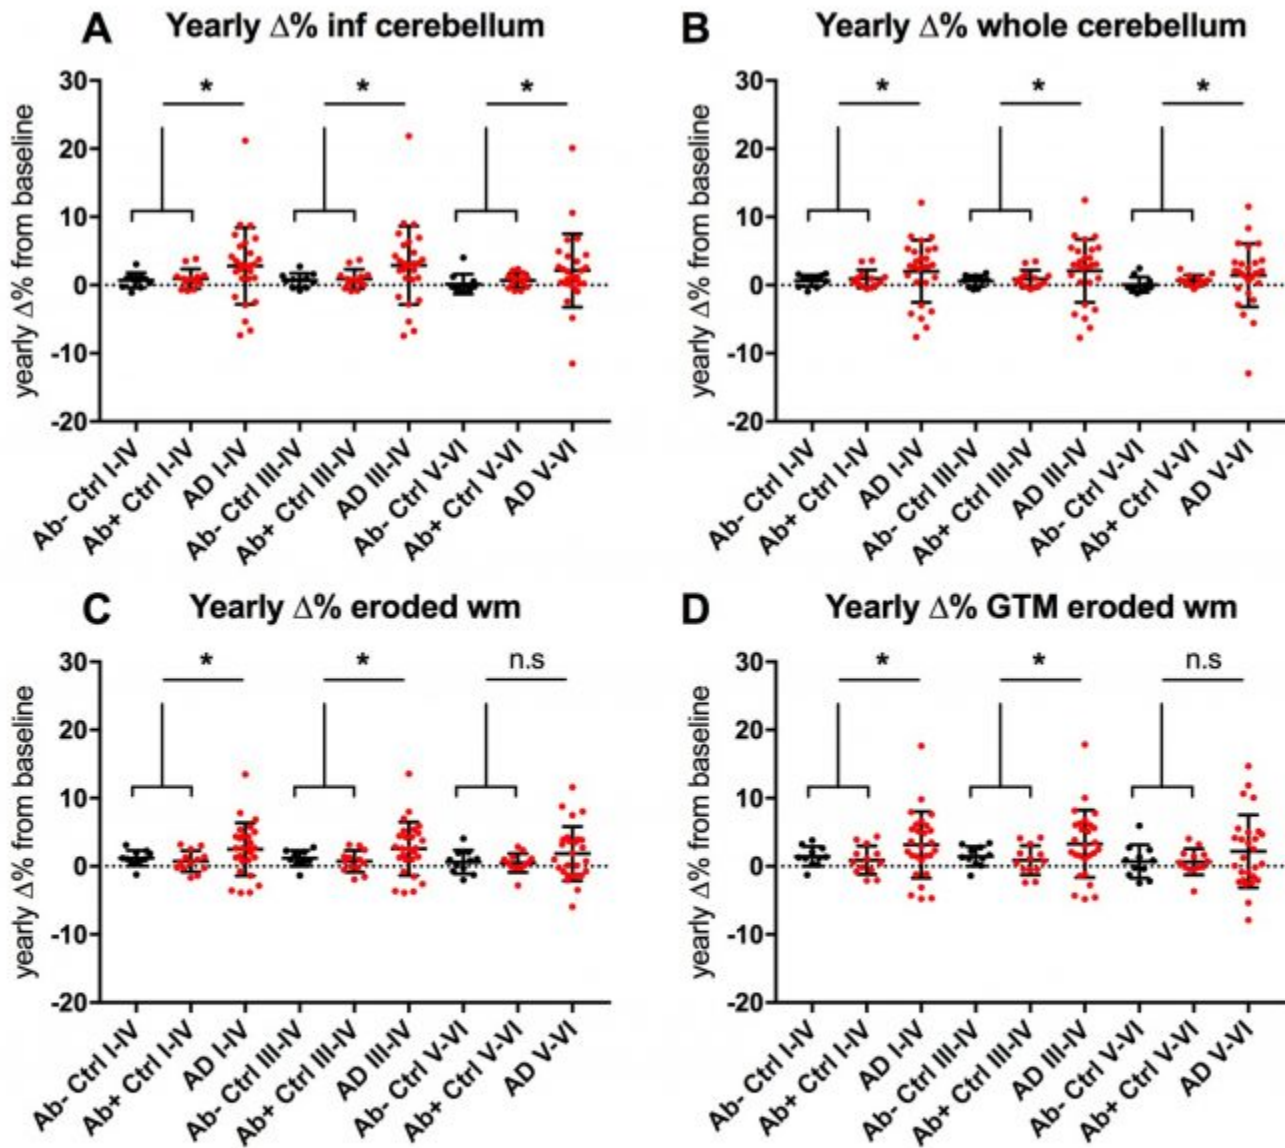 A Yearly Δ% inf cerebellum
yearly Δ% from baseline
30
20
10
0
-10
-20
* * *
Ab- Ctrl I-IV
Ab+ Ctrl I-IV
AD I-IV
Ab- Ctrl III-IV
Ab+ Ctrl III-IV
AD III-IV
Ab- Ctrl V-VI
Ab+ Ctrl V-VI
AD V-VI
B Yearly Δ% whole cerebellum
yearly Δ% from baseline
30
20
10
0
-10
-20
* * *
Ab- Ctrl I-IV
Ab+ Ctrl I-IV
AD I-IV
Ab- Ctrl III-IV
Ab+ Ctrl III-IV
AD III-IV
Ab- Ctrl V-VI
Ab+ Ctrl V-VI
AD V-VI
C Yearly Δ% eroded wm
yearly Δ% from baseline
30
20
10
0
-10
-20
* * n.s
Ab- Ctrl I-IV
Ab+ Ctrl I-IV
AD I-IV
Ab- Ctrl III-IV
Ab+ Ctrl III-IV
AD III-IV
Ab- Ctrl V-VI
Ab+ Ctrl V-VI
AD V-VI
D Yearly Δ% GTM eroded wm
yearly Δ% from baseline
30
20
10
0
-10
-20
* * n.s
Ab- Ctrl I-IV
Ab+ Ctrl I-IV
AD I-IV
Ab- Ctrl III-IV
Ab+ Ctrl III-IV
AD III-IV
Ab- Ctrl V-VI
Ab+ Ctrl V-VI
AD V-VI